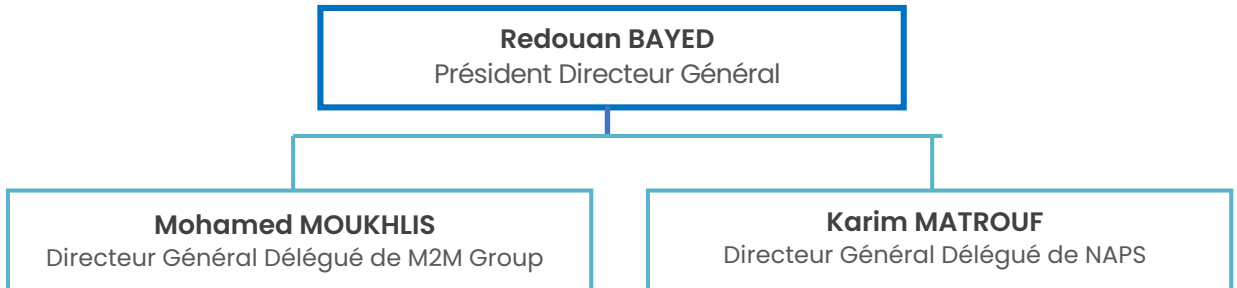 Redouan BAYED
Président Directeur Général
Mohamed MOUKHLIS
Directeur Général Délégué de M2M Group
Karim MATROUF
Directeur Général Délégué de NAPS